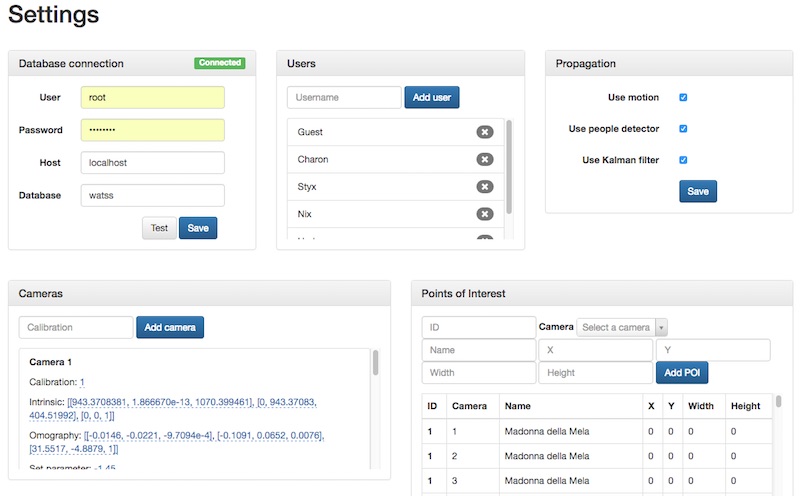 Settings
Database connection Connected
User root
Password ••••••••
Host localhost
Database watss
Test Save
Users
Username Add user
Guest
Charon
Styx
Nix
Propagation
Use motion
Use people detector
Use Kalman filter
Save
Cameras
Calibration Add camera
Camera 1
Calibration: 1
Intrinsic: [[943.3708381, 1.866670e-13, 1070.399461], [0, 943.37083,
404.51992], [0, 0, 1]]
Omography: [[-0.0146, -0.0221, -9.7094e-4], [-0.1091, 0.0652, 0.0076],
[31.5517, -4.8879, 1]]
Set parameter: -1.45
Points of Interest
ID Camera Select a camera
Name X Y
Width Height Add POI
ID Camera Name X Y Width Height
1 1 Madonna della Mela 0 0 0 0
1 2 Madonna della Mela 0 0 0 0
1 3 Madonna della Mela 0 0 0 0